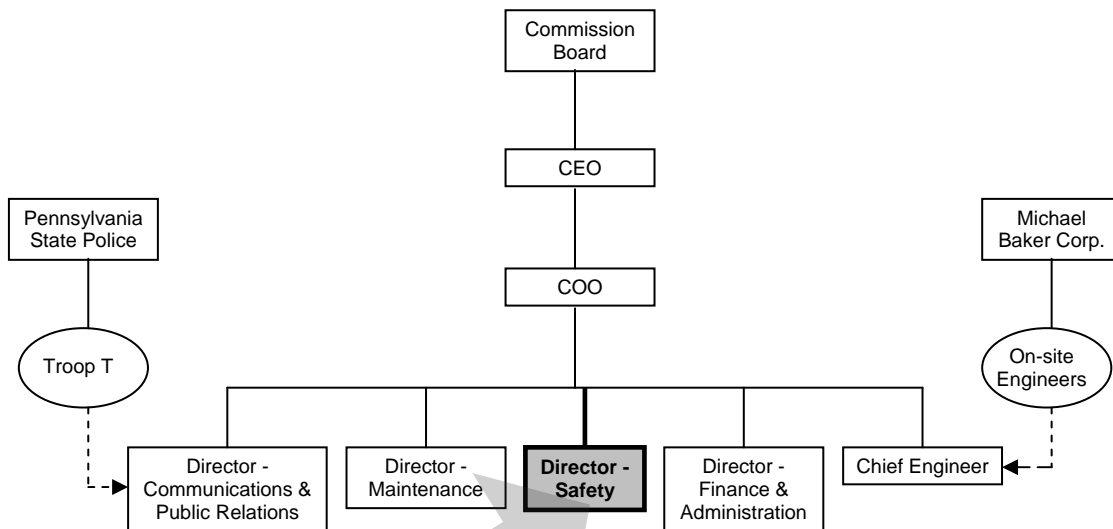 Commission
Board
CEO
Pennsylvania
State Police
Michael
Baker Corp.
COO
Troop T
On-site
Engineers
Director -
Communications &
Public Relations
Director -
Maintenance
Director -
Safety
Director -
Finance &
Administration
Chief Engineer